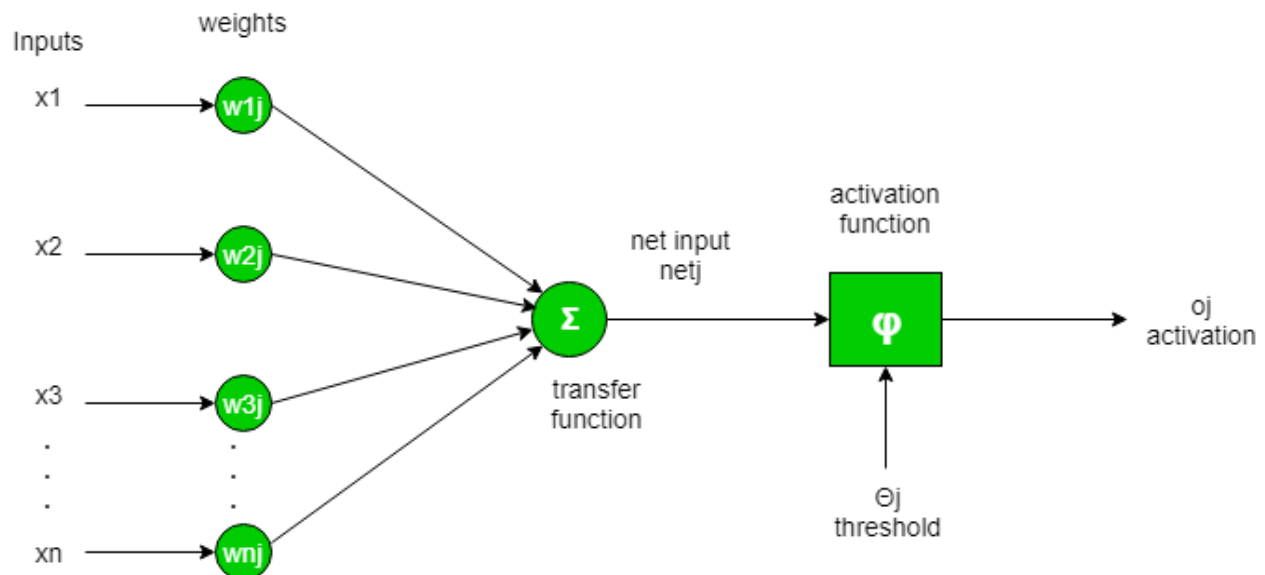 Inputs
weights
x1
w1j
x2
w2j
x3
w3j
.
.
.
.
.
.
xn
wnj
Σ
transfer
function
net input
netj
activation
function
φ
Θj
threshold
oj
activation